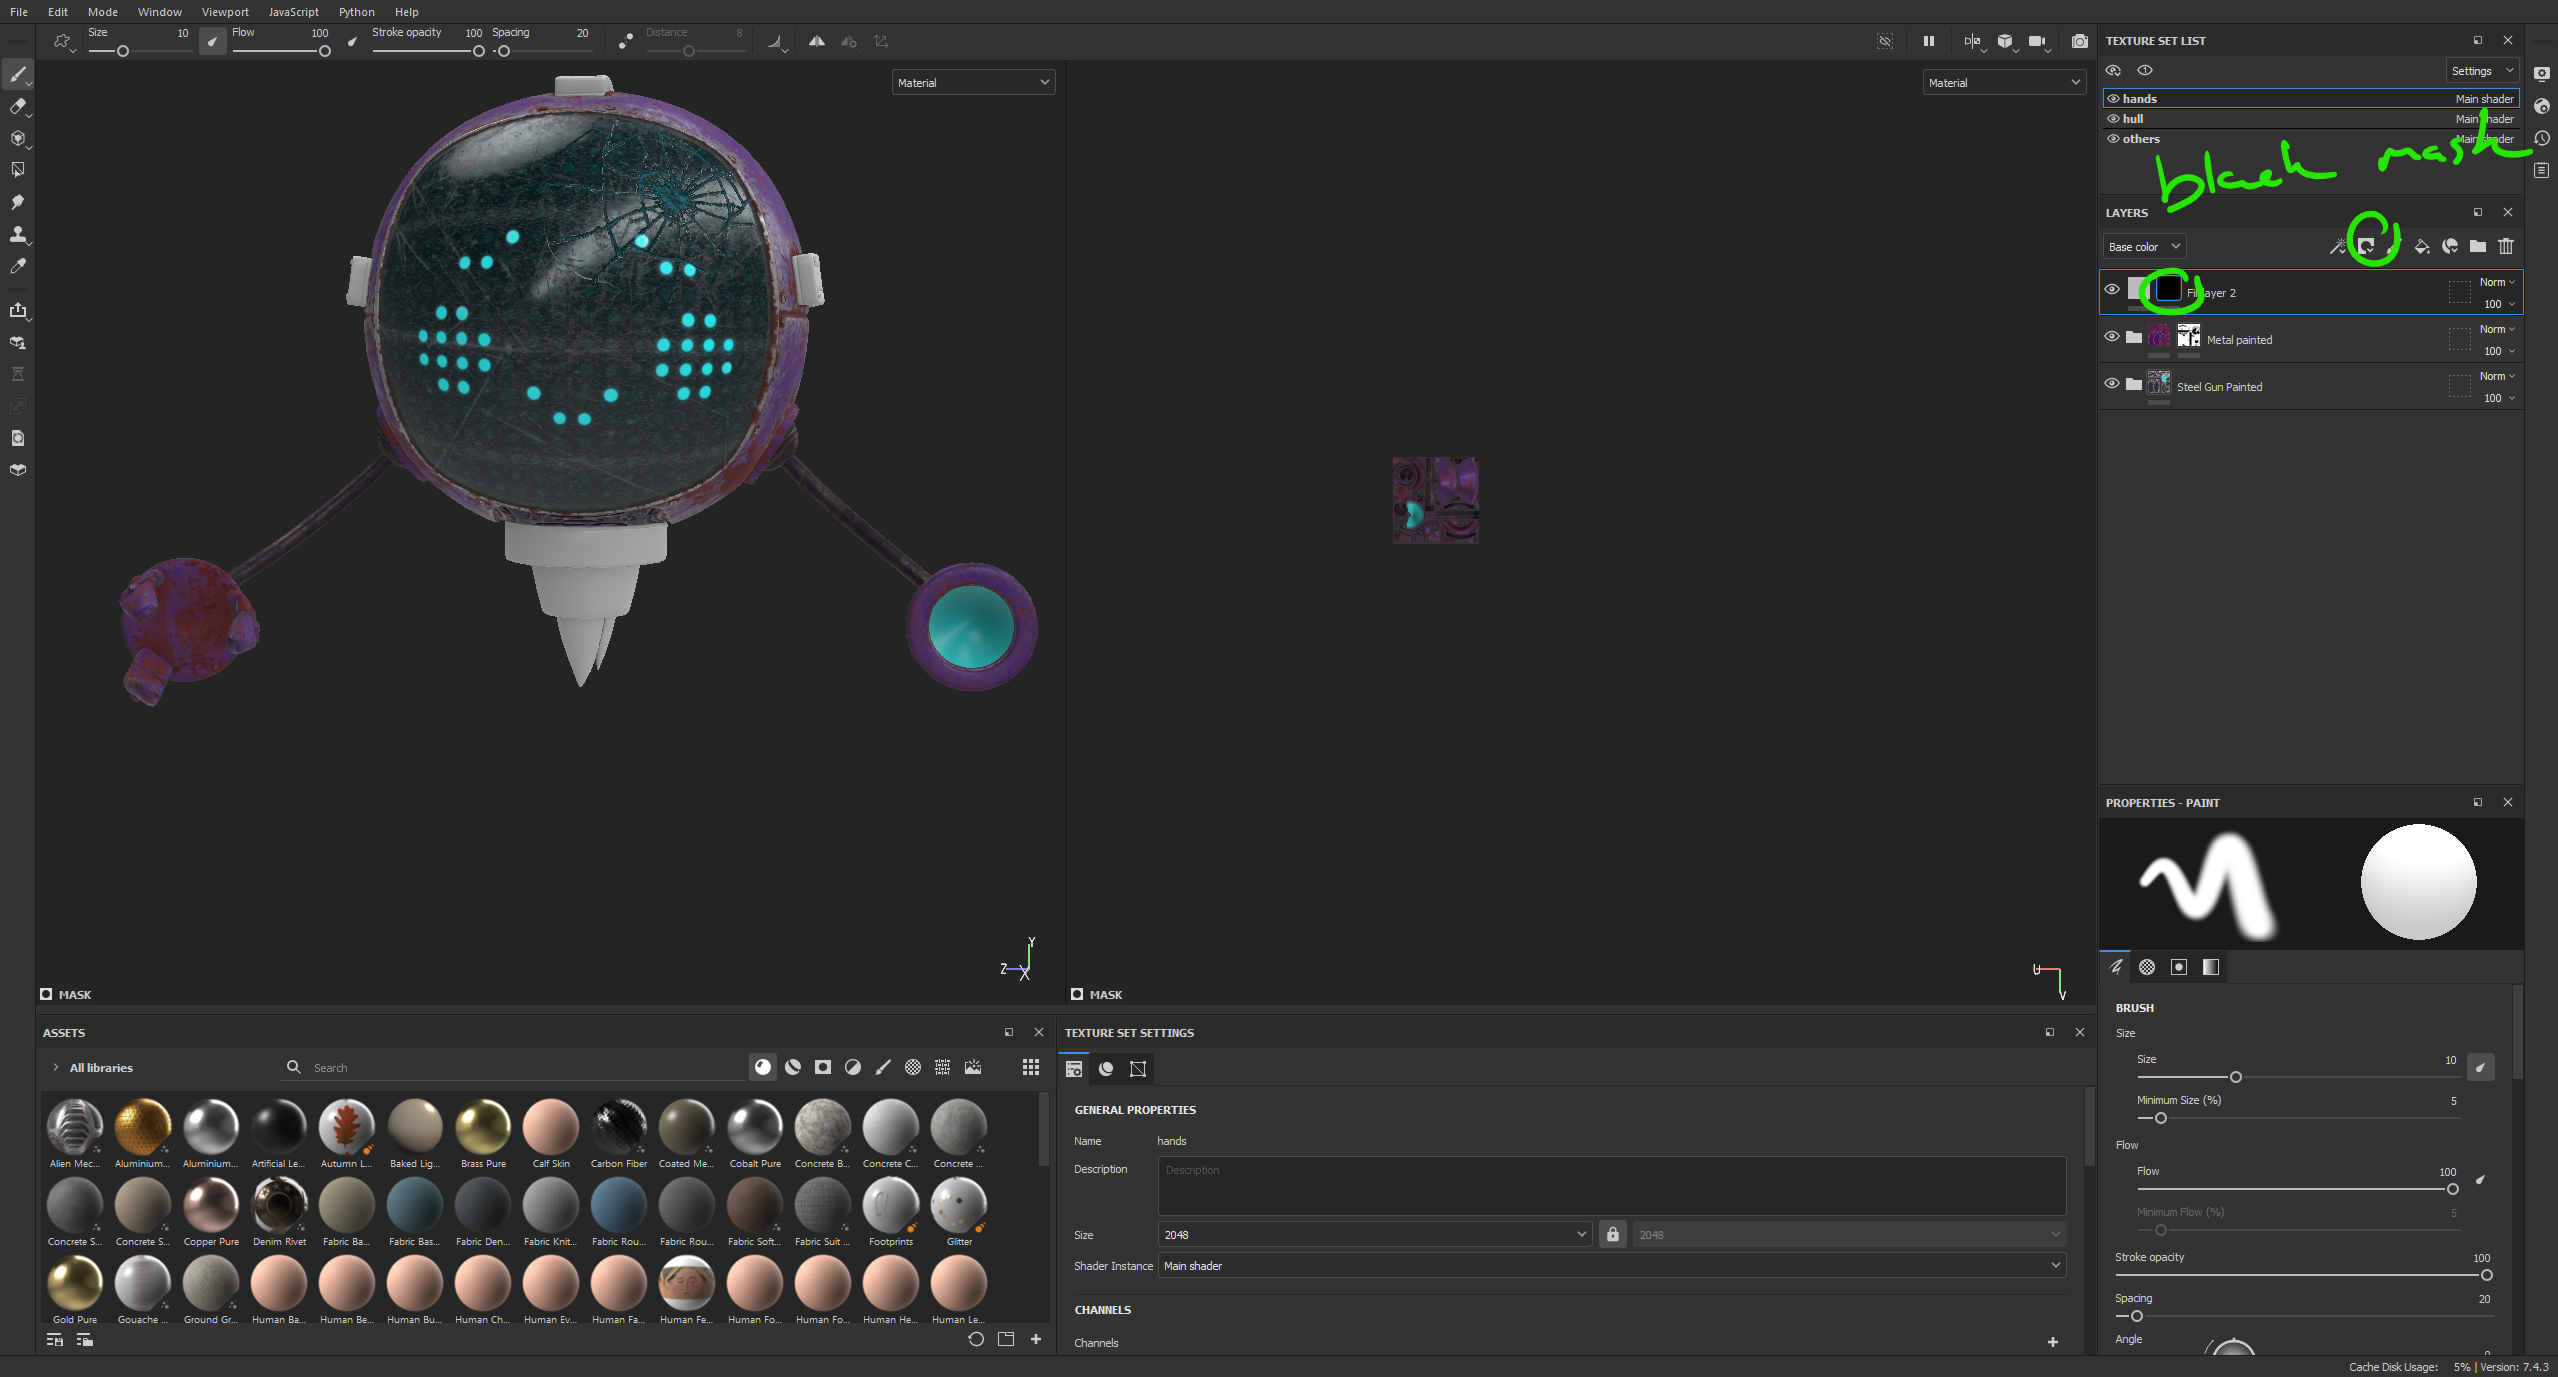 File Edit Mode Window Viewport JavaScript Python Help
Size 10 Flow 100 Stroke opacity 100 Spacing 20 Distance 8
Material
Material
TEXTURE SET LIST
Settings
hands Main shader
hull Main shader
others Main shader
black mask
LAYERS
Base color
Fill layer 2 Norm
100
Metal painted Norm
100
Steel Gun Painted Norm
100
Y
Z X
U
V
MASK
MASK
PROPERTIES - PAINT
BRUSH
Size
Size 10
Minimum Size (%) 5
Flow
Flow 100
Minimum Flow (%) 5
Stroke opacity 100
Spacing 20
Angle
ASSETS
All libraries
Search
Alien Mec... Aluminium... Aluminium... Artificial Le... Autumn L... Baked Lig... Brass Pure Calf Skin Carbon Fiber Coated Me... Cobalt Pure Concrete B... Concrete C... Concrete ...
Concrete S... Concrete S... Copper Pure Denim Rivet Fabric Ba... Fabric Bas... Fabric Den... Fabric Knit... Fabric Rou... Fabric Rou... Fabric Soft... Fabric Suit ... Footprints Glitter
Gold Pure Gouache ... Ground Gr... Human Ba... Human Be... Human Bu... Human Ch... Human Ev... Human Fa... Human Fe... Human Fo... Human Fo... Human He... Human Le...
TEXTURE SET SETTINGS
GENERAL PROPERTIES
Name hands
Description Description
Size 2048 2048
Shader Instance Main shader
CHANNELS
Channels
Cache Disk Usage: 5% | Version: 7.4.3